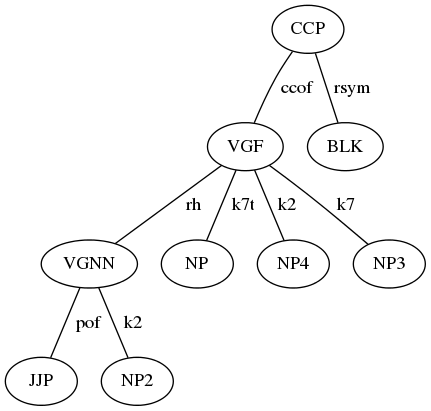 CCP
ccof rsym
VGF BLK
rh k7t k2 k7
VGNN NP NP4 NP3
pof k2
JJP NP2